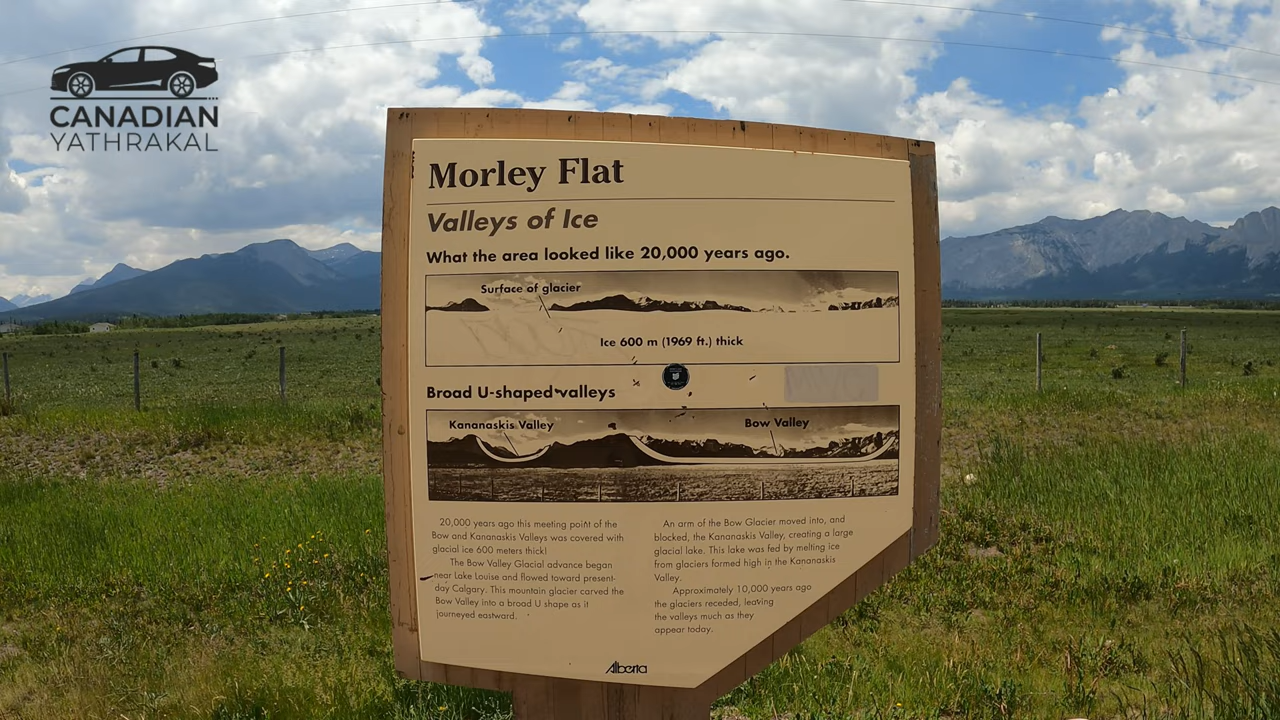 CANADIAN
YATHRAKAL
Morley Flat
Valleys of Ice
What the area looked like 20,000 years ago.
Surface of glacier
Ice 600 m (1969 ft.) thick
Broad U-shaped valleys
Kananaskis Valley
Bow Valley
20,000 years ago this meeting point of the
Bow and Kananaskis Valleys was covered with
glacial ice 600 meters thick!
The Bow Valley Glacial advance began
near Lake Louise and flowed toward present-
day Calgary. This mountain glacier carved the
Bow Valley into a broad U shape as it
journeyed eastward.
An arm of the Bow Glacier moved into, and
blocked, the Kananaskis Valley, creating a large
glacial lake. This lake was fed by melting ice
from glaciers formed high in the Kananaskis
Valley.
Approximately 10,000 years ago
the glaciers receded, leaving
the valleys much as they
appear today.
Alberta